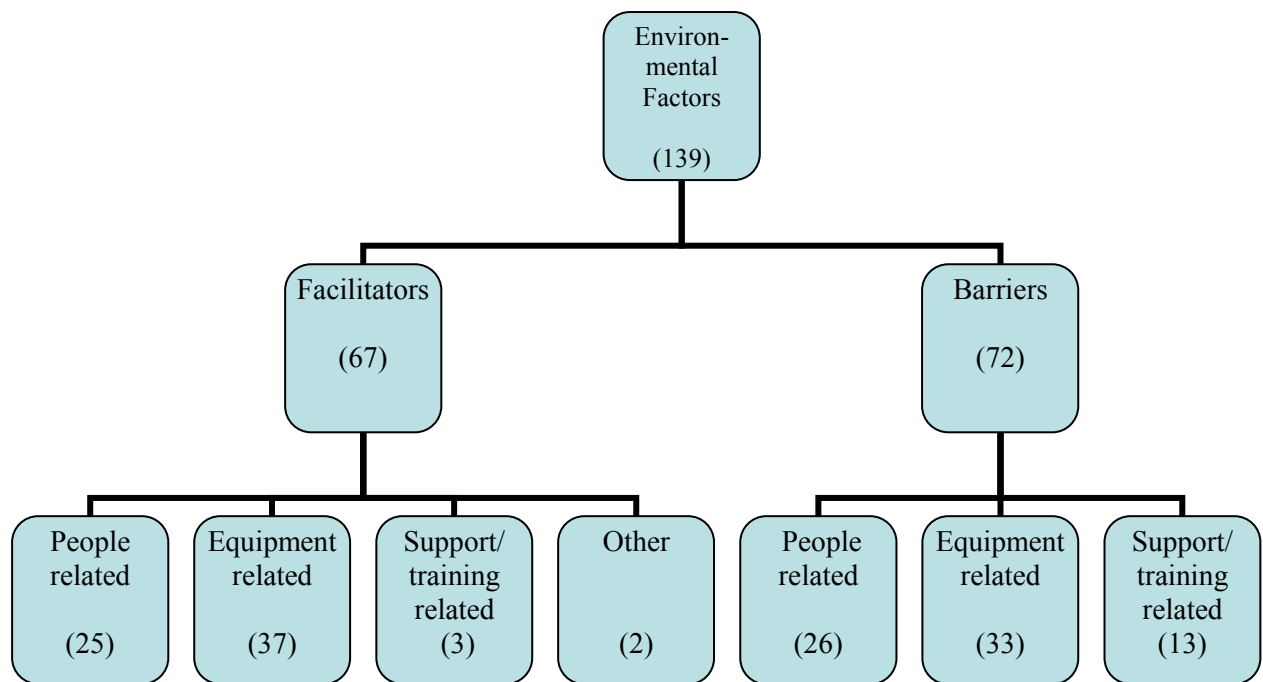 Environ-
mental
Factors
(139)
Facilitators
(67)
Barriers
(72)
People
related
(25)
Equipment
related
(37)
Support/
training
related
(3)
Other
(2)
People
related
(26)
Equipment
related
(33)
Support/
training
related
(13)